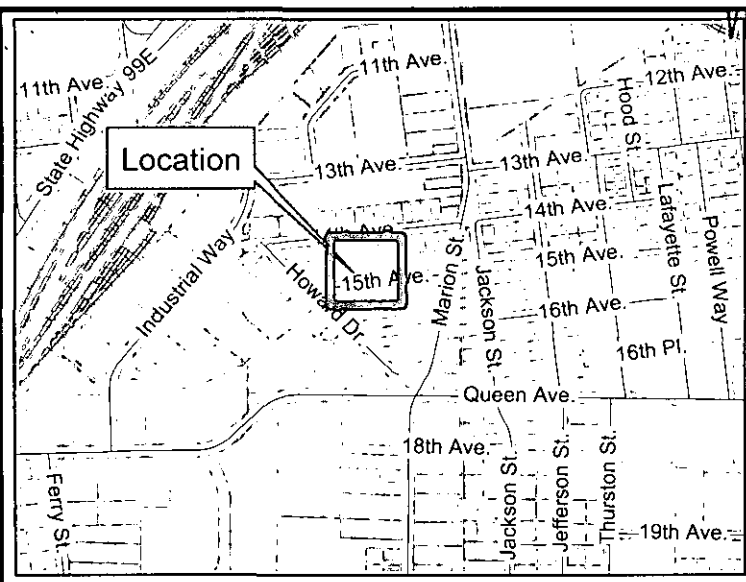 11th Ave.
State Highway 99E
Location
11th Ave.
12th Ave.
Hood St.
13th Ave.
13th Ave.
14th Ave.
Lafayette St.
Powell Way
Industrial Way
Howard Dr
15th Ave.
Marion St.
Jackson St.
15th Ave.
16th Ave.
16th Pl.
Queen Ave.
18th Ave.
Ferry St.
Jackson St.
Jefferson St.
Thurston St.
19th Ave.